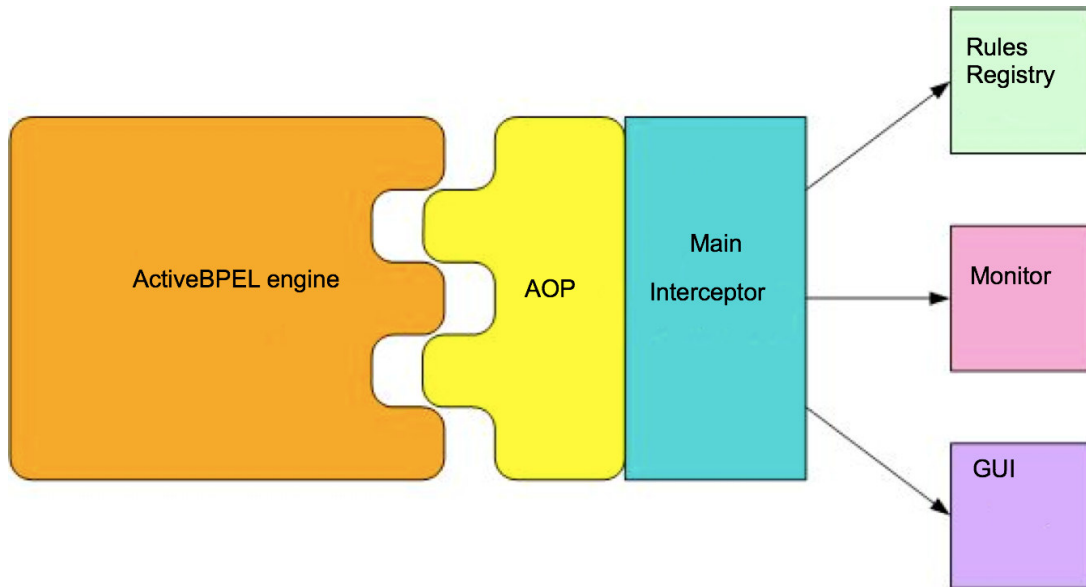 ActiveBPEL engine
AOP
Main
Interceptor
Rules
Registry
Monitor
GUI